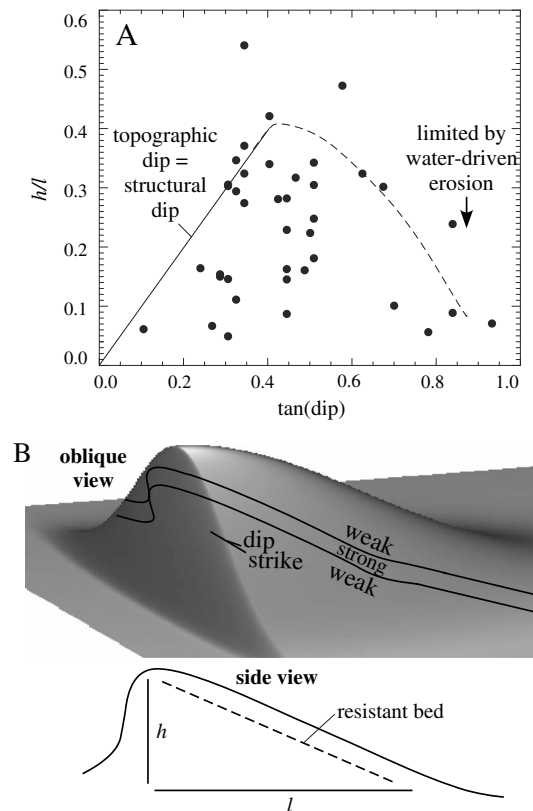 A
0.6
0.5
0.4
0.3
0.2
0.1
0.0
h/l
topographic
dip =
structural
dip
limited by
water-driven
erosion
0.0 0.2 0.4 0.6 0.8 1.0
tan(dip)
B
oblique
view
weak
strong
weak
dip
strike
side view
resistant bed
h
l